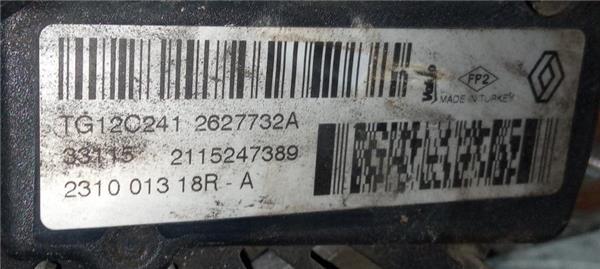 Valeo
FP2
MADE IN TURKEY
TG12C241 2627732A
33115 2115247389
2310 013 18R - A